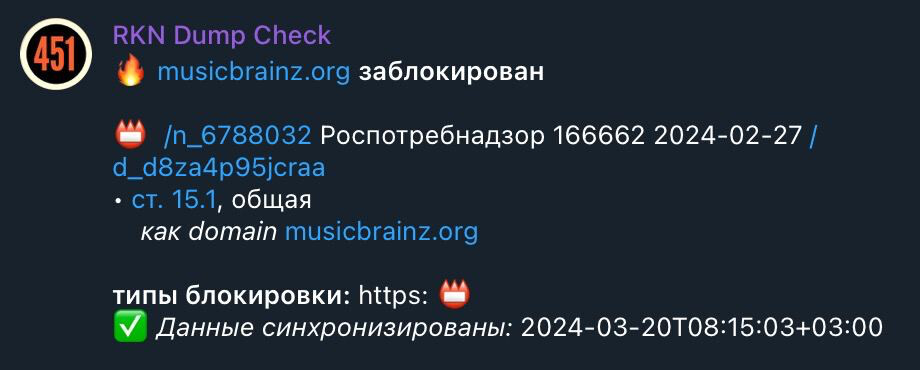 451
RKN Dump Check
🔥 musicbrainz.org заблокирован
📛 /n_6788032 Роспотребнадзор 166662 2024-02-27 /
d_d8za4p95jcraa
• ст. 15.1, общая
как domain musicbrainz.org
типы блокировки: https: 📛
✅ Данные синхронизированы: 2024-03-20T08:15:03+03:00